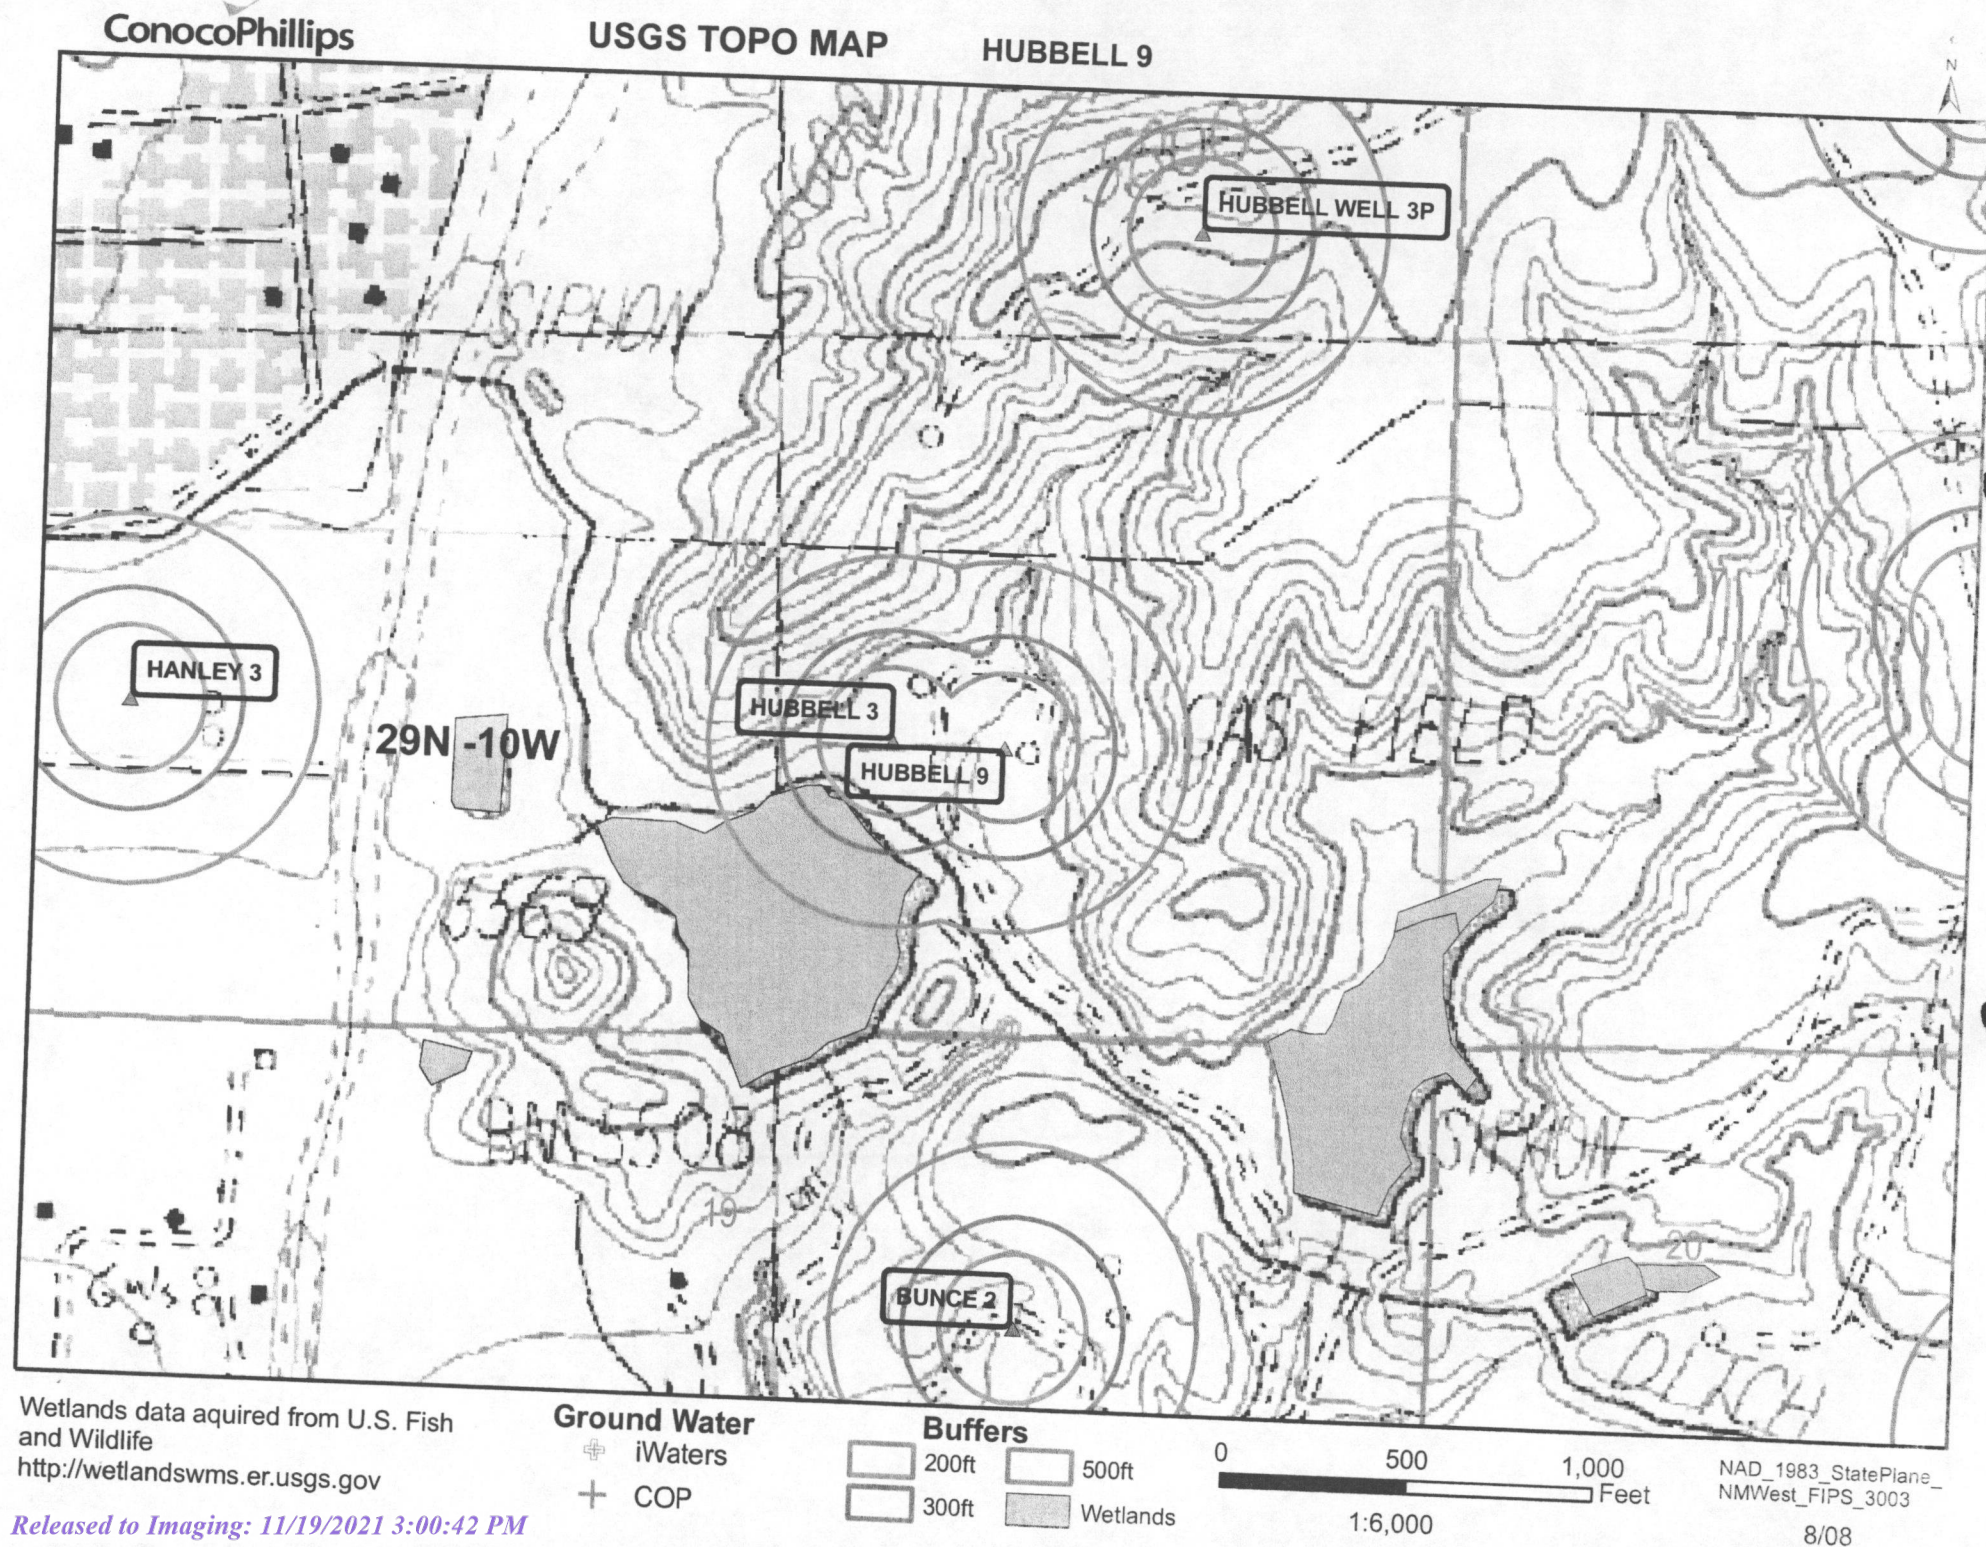 ConocoPhillips
USGS TOPO MAP
HUBBELL 9
N
HUBBELL WELL 3P
SIPHON
18
HANLEY 3
HUBBELL 3
GAS FIELD
29N -10W
HUBBELL 9
5569
BM 5508
SIPHON
19
20
BUNCE 2
DITCH
Wetlands data aquired from U.S. Fish
and Wildlife
http://wetlandswms.er.usgs.gov
Ground Water
iWaters
COP
Buffers
200ft
500ft
300ft
Wetlands
0 500 1,000
Feet
1:6,000
NAD_1983_StatePlane_
NMWest_FIPS_3003
8/08
Released to Imaging: 11/19/2021 3:00:42 PM